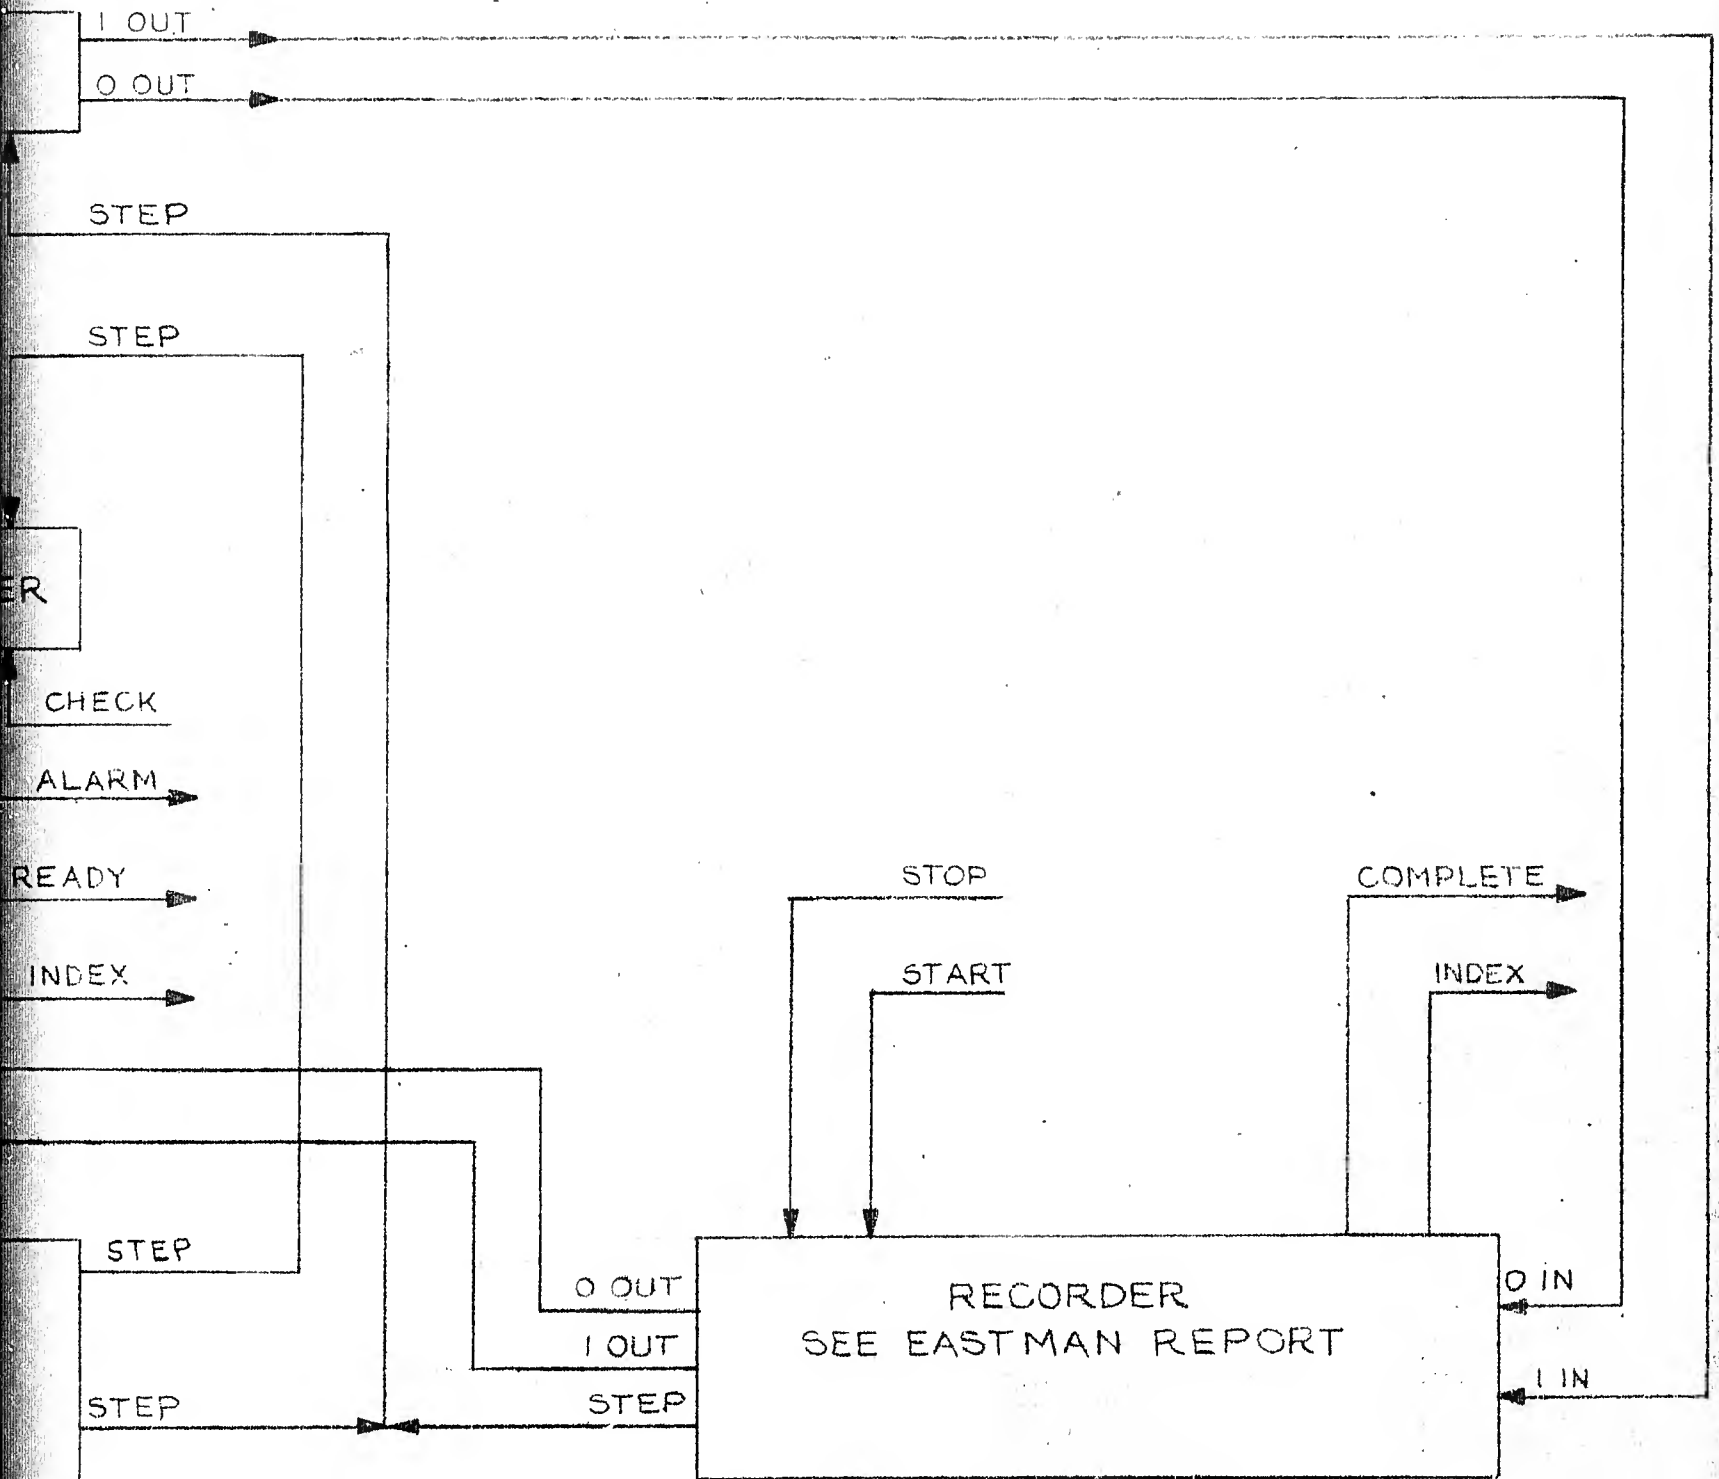 1 OUT
0 OUT
STEP
STEP
ER
CHECK
ALARM
READY
INDEX
STOP
START
COMPLETE
INDEX
STEP
STEP
0 OUT
1 OUT
STEP
RECORDER
SEE EASTMAN REPORT
0 IN
1 IN